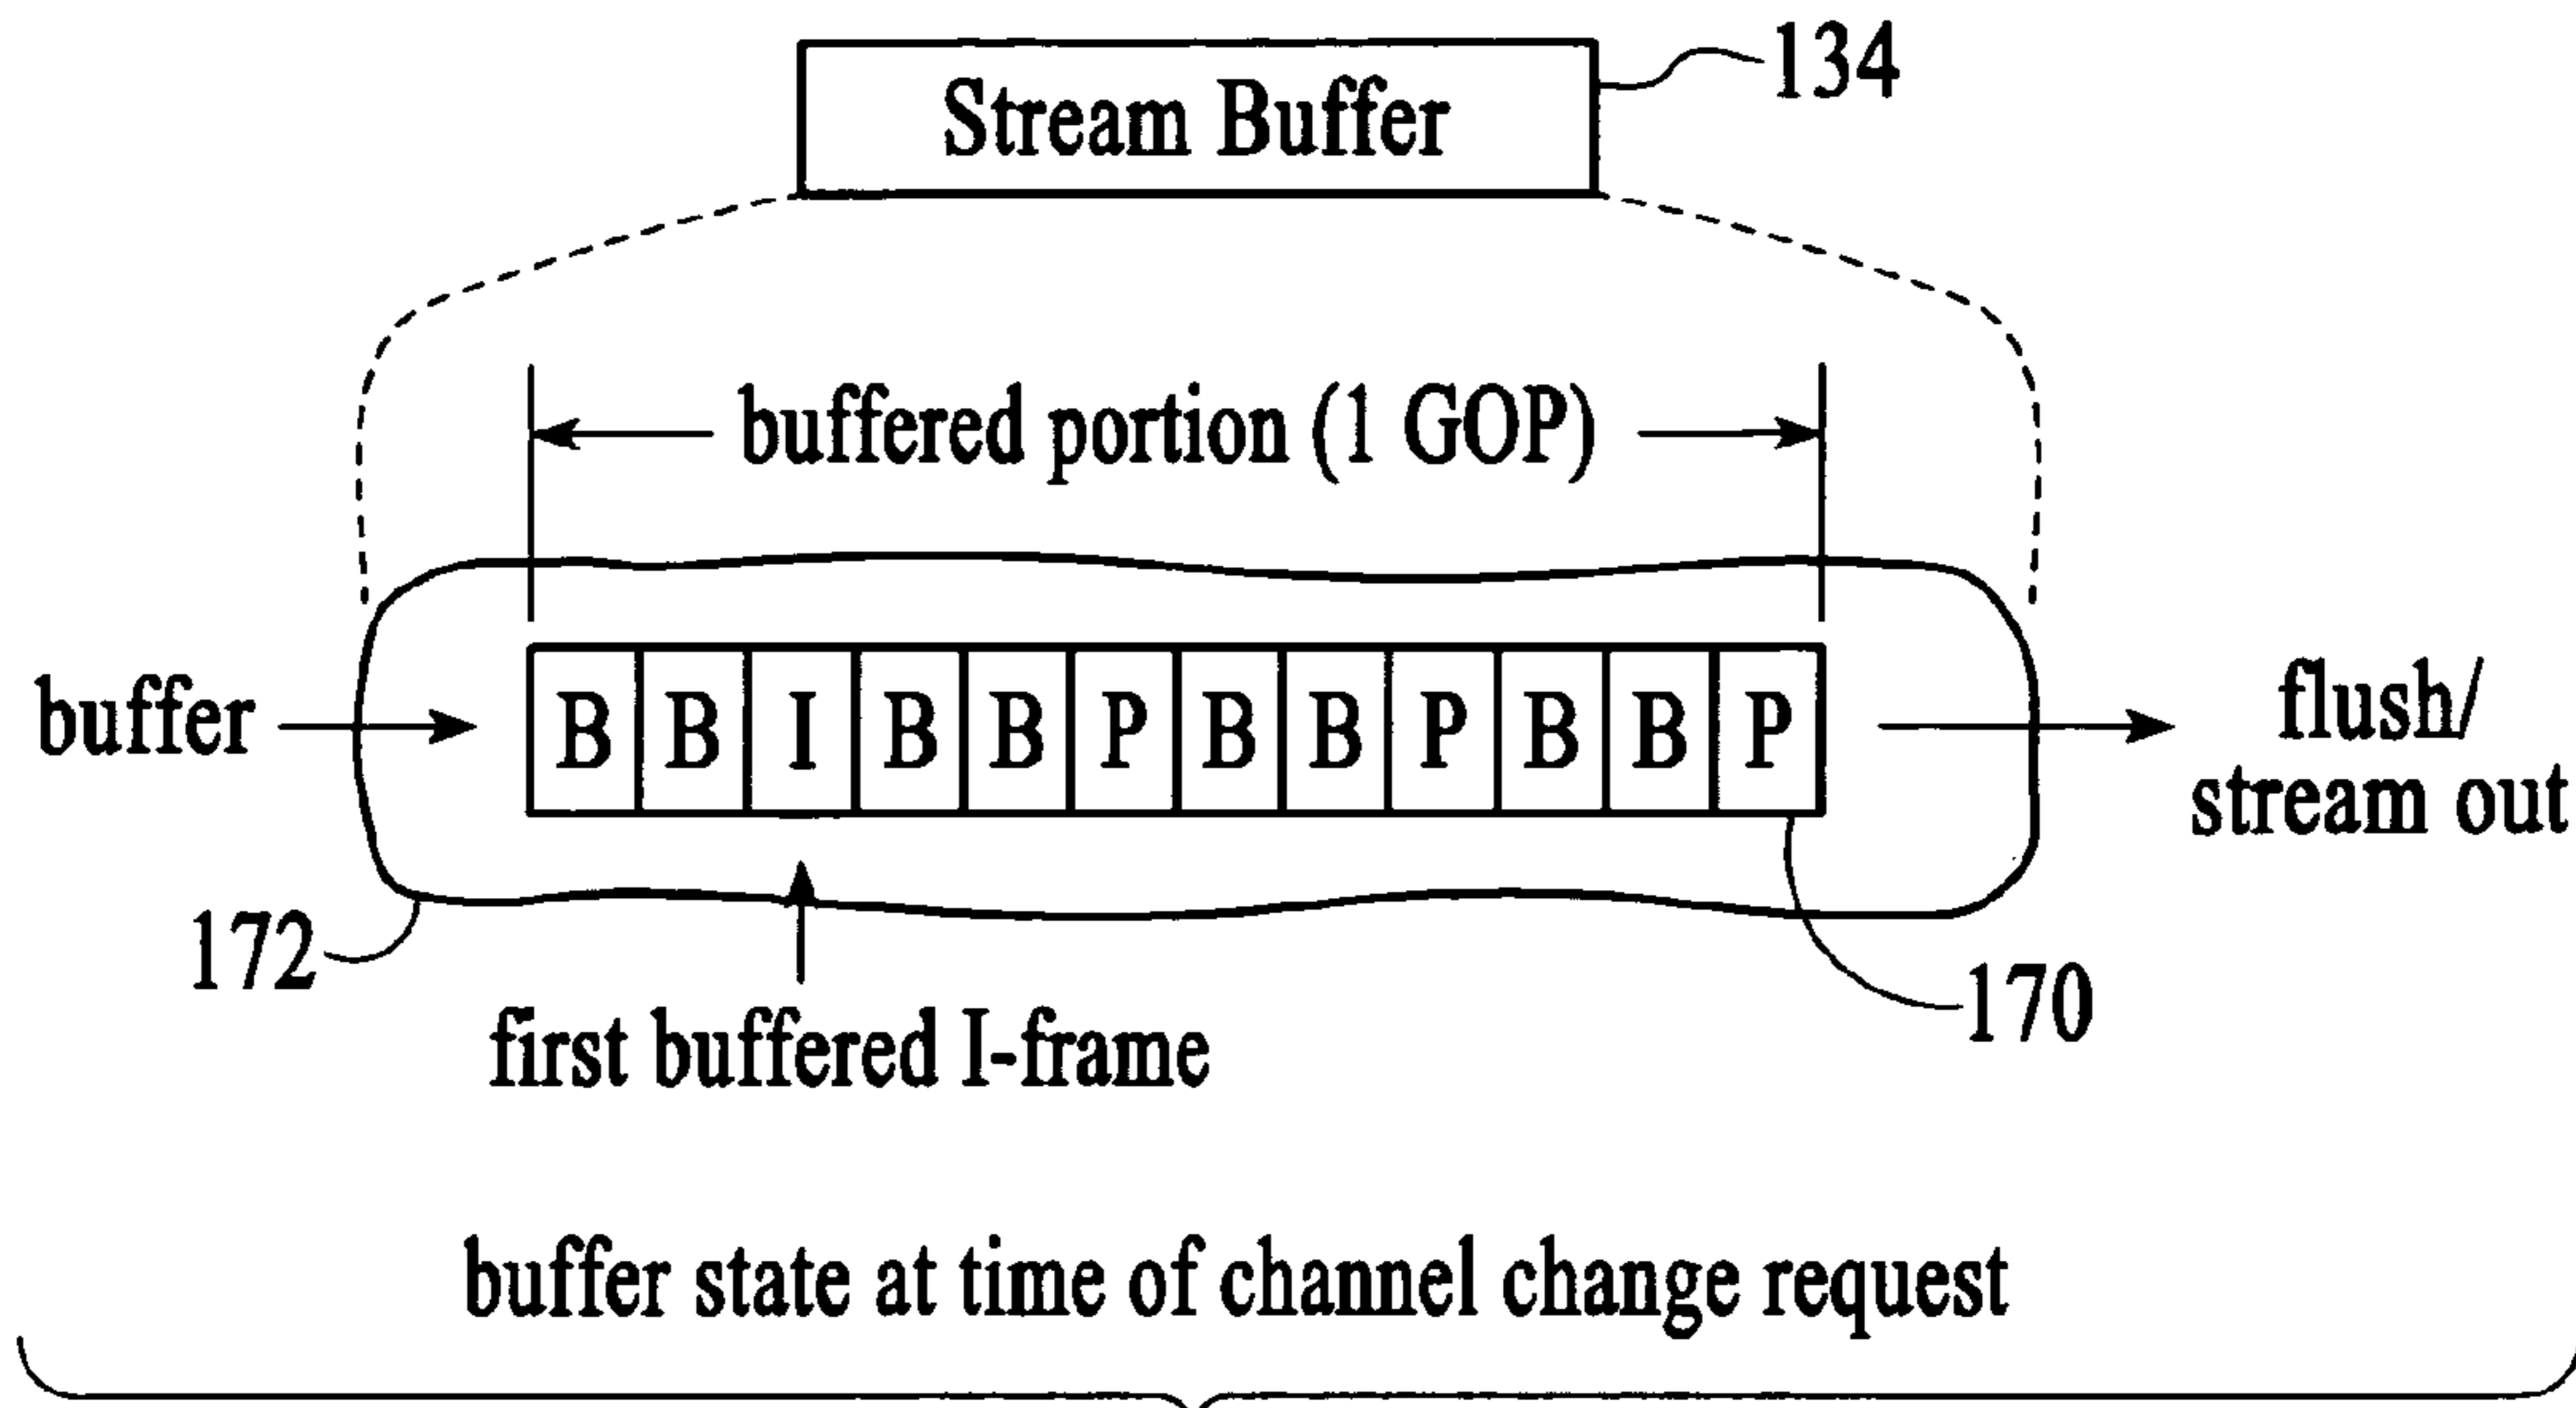 134
Stream Buffer
buffered portion (1 GOP)
buffer
B B I B B P B B P B B P
flush/
stream out
172
170
first buffered I-frame
buffer state at time of channel change request